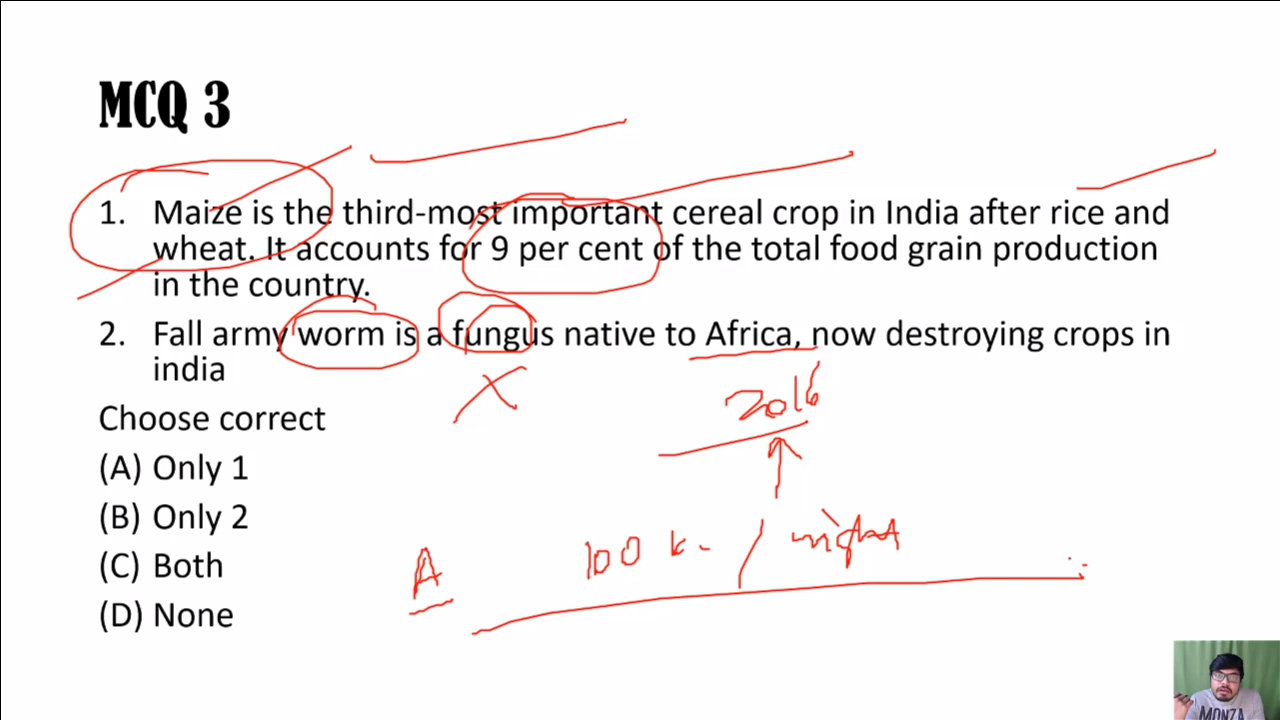 MCQ 3
1. Maize is the third-most important cereal crop in India after rice and
wheat. It accounts for 9 per cent of the total food grain production
in the country.
2. Fall army worm is a fungus native to Africa, now destroying crops in
india
X
2016
Choose correct
(A) Only 1
(B) Only 2
(C) Both
(D) None
A
100 k. / night
MONZA